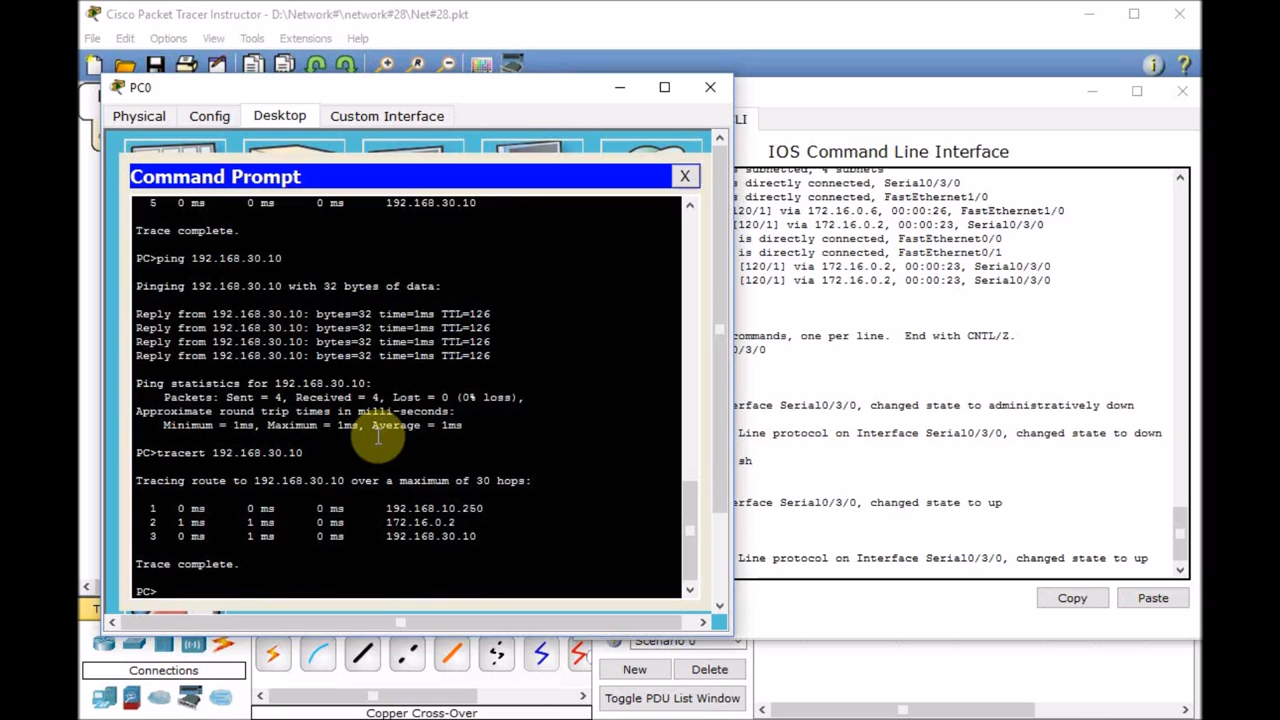 Cisco Packet Tracer Instructor - D:\Network#\network#28\Net#28.pkt
File Edit Options View Tools Extensions Help
PC0
Physical Config Desktop Custom Interface
Command Prompt
X
5 0 ms 0 ms 0 ms 192.168.30.10
Trace complete.
PC>ping 192.168.30.10
Pinging 192.168.30.10 with 32 bytes of data:
Reply from 192.168.30.10: bytes=32 time=1ms TTL=126
Reply from 192.168.30.10: bytes=32 time=1ms TTL=126
Reply from 192.168.30.10: bytes=32 time=1ms TTL=126
Reply from 192.168.30.10: bytes=32 time=1ms TTL=126
Ping statistics for 192.168.30.10:
Packets: Sent = 4, Received = 4, Lost = 0 (0% loss),
Approximate round trip times in milli-seconds:
Minimum = 1ms, Maximum = 1ms, Average = 1ms
PC>tracert 192.168.30.10
Tracing route to 192.168.30.10 over a maximum of 30 hops:
1 0 ms 0 ms 0 ms 192.168.10.250
2 1 ms 1 ms 0 ms 172.16.0.2
3 0 ms 1 ms 0 ms 192.168.30.10
Trace complete.
PC>
LI
IOS Command Line Interface
s subnetted, 4 subnets
s directly connected, Serial0/3/0
s directly connected, FastEthernet1/0
120/1] via 172.16.0.6, 00:00:26, FastEthernet1/0
120/1] via 172.16.0.2, 00:00:23, Serial0/3/0
is directly connected, FastEthernet0/0
is directly connected, FastEthernet0/1
[120/1] via 172.16.0.2, 00:00:23, Serial0/3/0
[120/1] via 172.16.0.2, 00:00:23, Serial0/3/0
ommands, one per line. End with CNTL/Z.
0/3/0
rface Serial0/3/0, changed state to administratively down
Line protocol on Interface Serial0/3/0, changed state to down
sh
rface Serial0/3/0, changed state to up
Line protocol on Interface Serial0/3/0, changed state to up
Copy Paste
T
Connections
Copper Cross-Over
Scenario 0
New Delete
Toggle PDU List Window